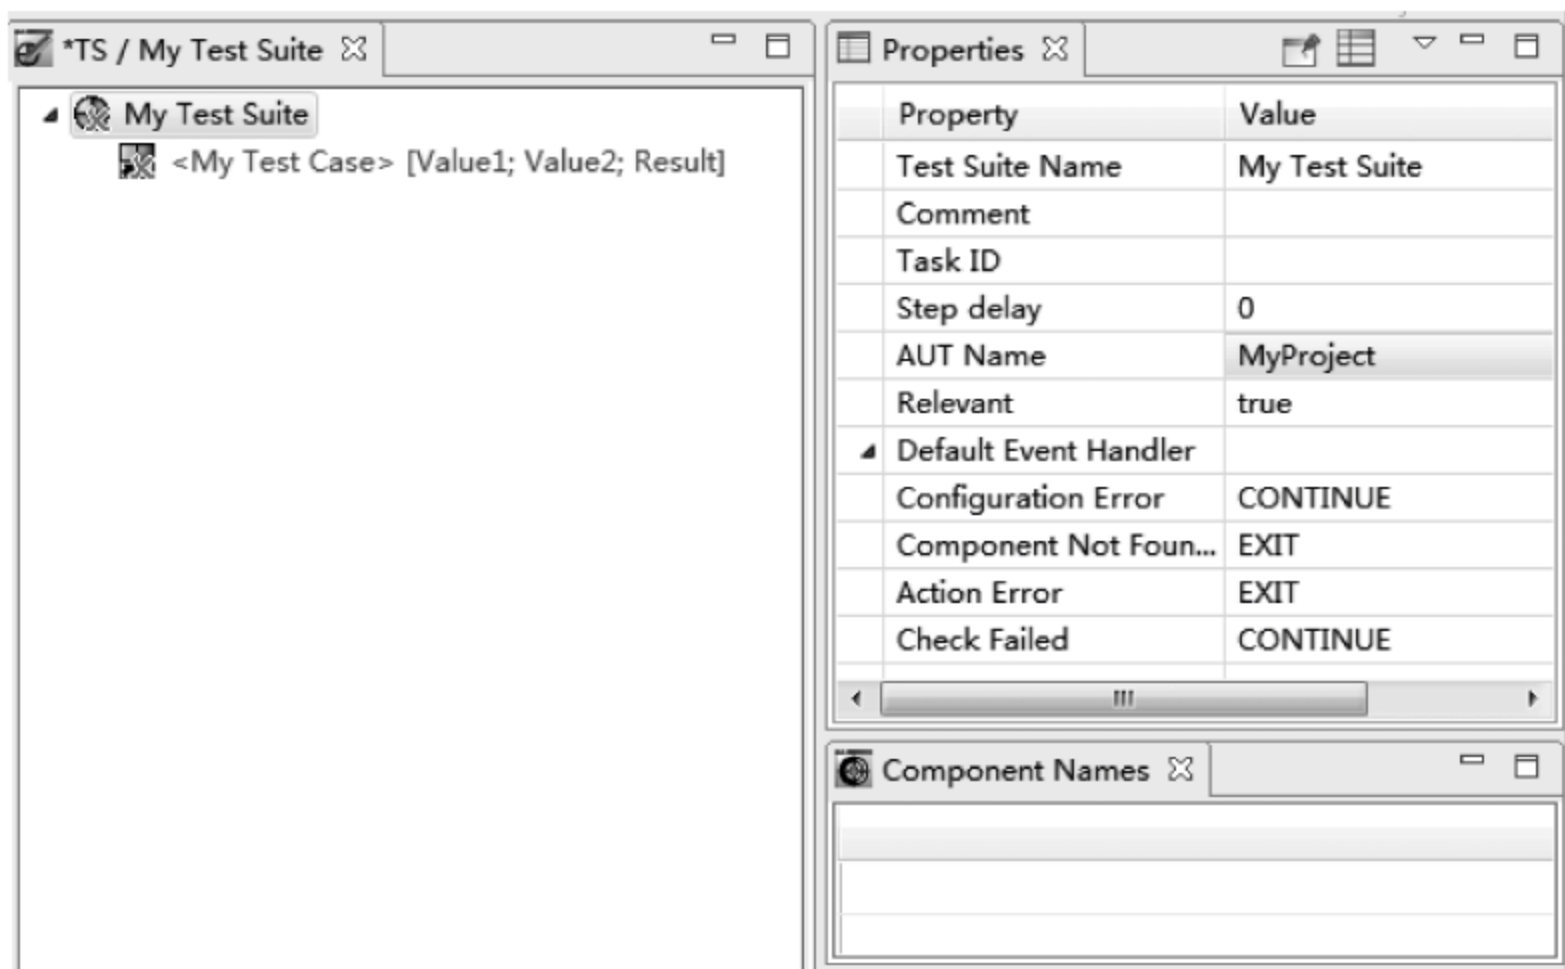 *TS / My Test Suite
My Test Suite
<My Test Case> [Value1; Value2; Result]
Properties
Property Value
Test Suite Name My Test Suite
Comment
Task ID
Step delay 0
AUT Name MyProject
Relevant true
Default Event Handler
Configuration Error CONTINUE
Component Not Foun... EXIT
Action Error EXIT
Check Failed CONTINUE
Component Names